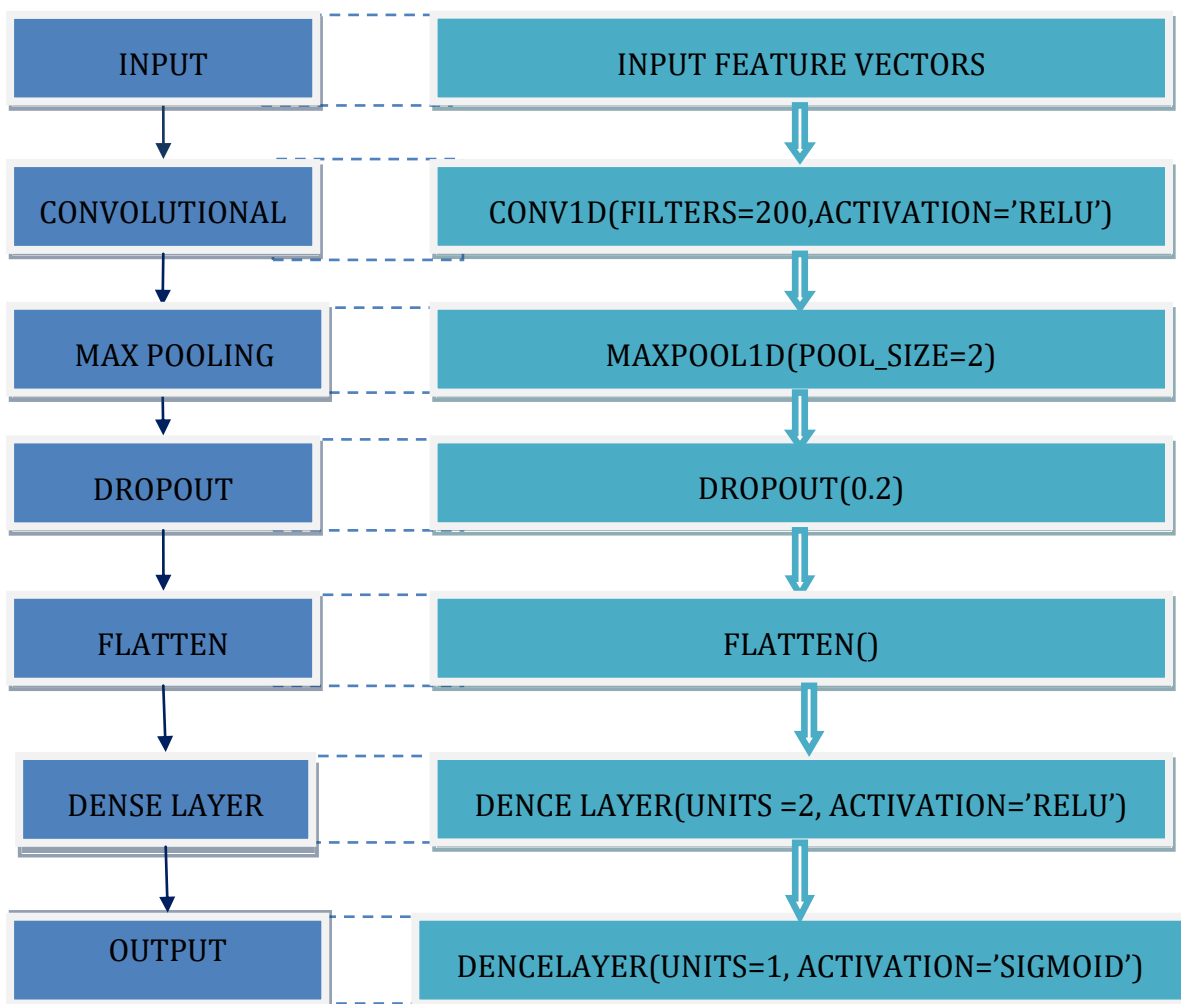 INPUT
INPUT FEATURE VECTORS
CONVOLUTIONAL
CONV1D(FILTERS=200,ACTIVATION=’RELU’)
MAX POOLING
MAXPOOL1D(POOL_SIZE=2)
DROPOUT
DROPOUT(0.2)
FLATTEN
FLATTEN()
DENSE LAYER
DENCE LAYER(UNITS =2, ACTIVATION=’RELU’)
OUTPUT
DENCELAYER(UNITS=1, ACTIVATION=’SIGMOID’)